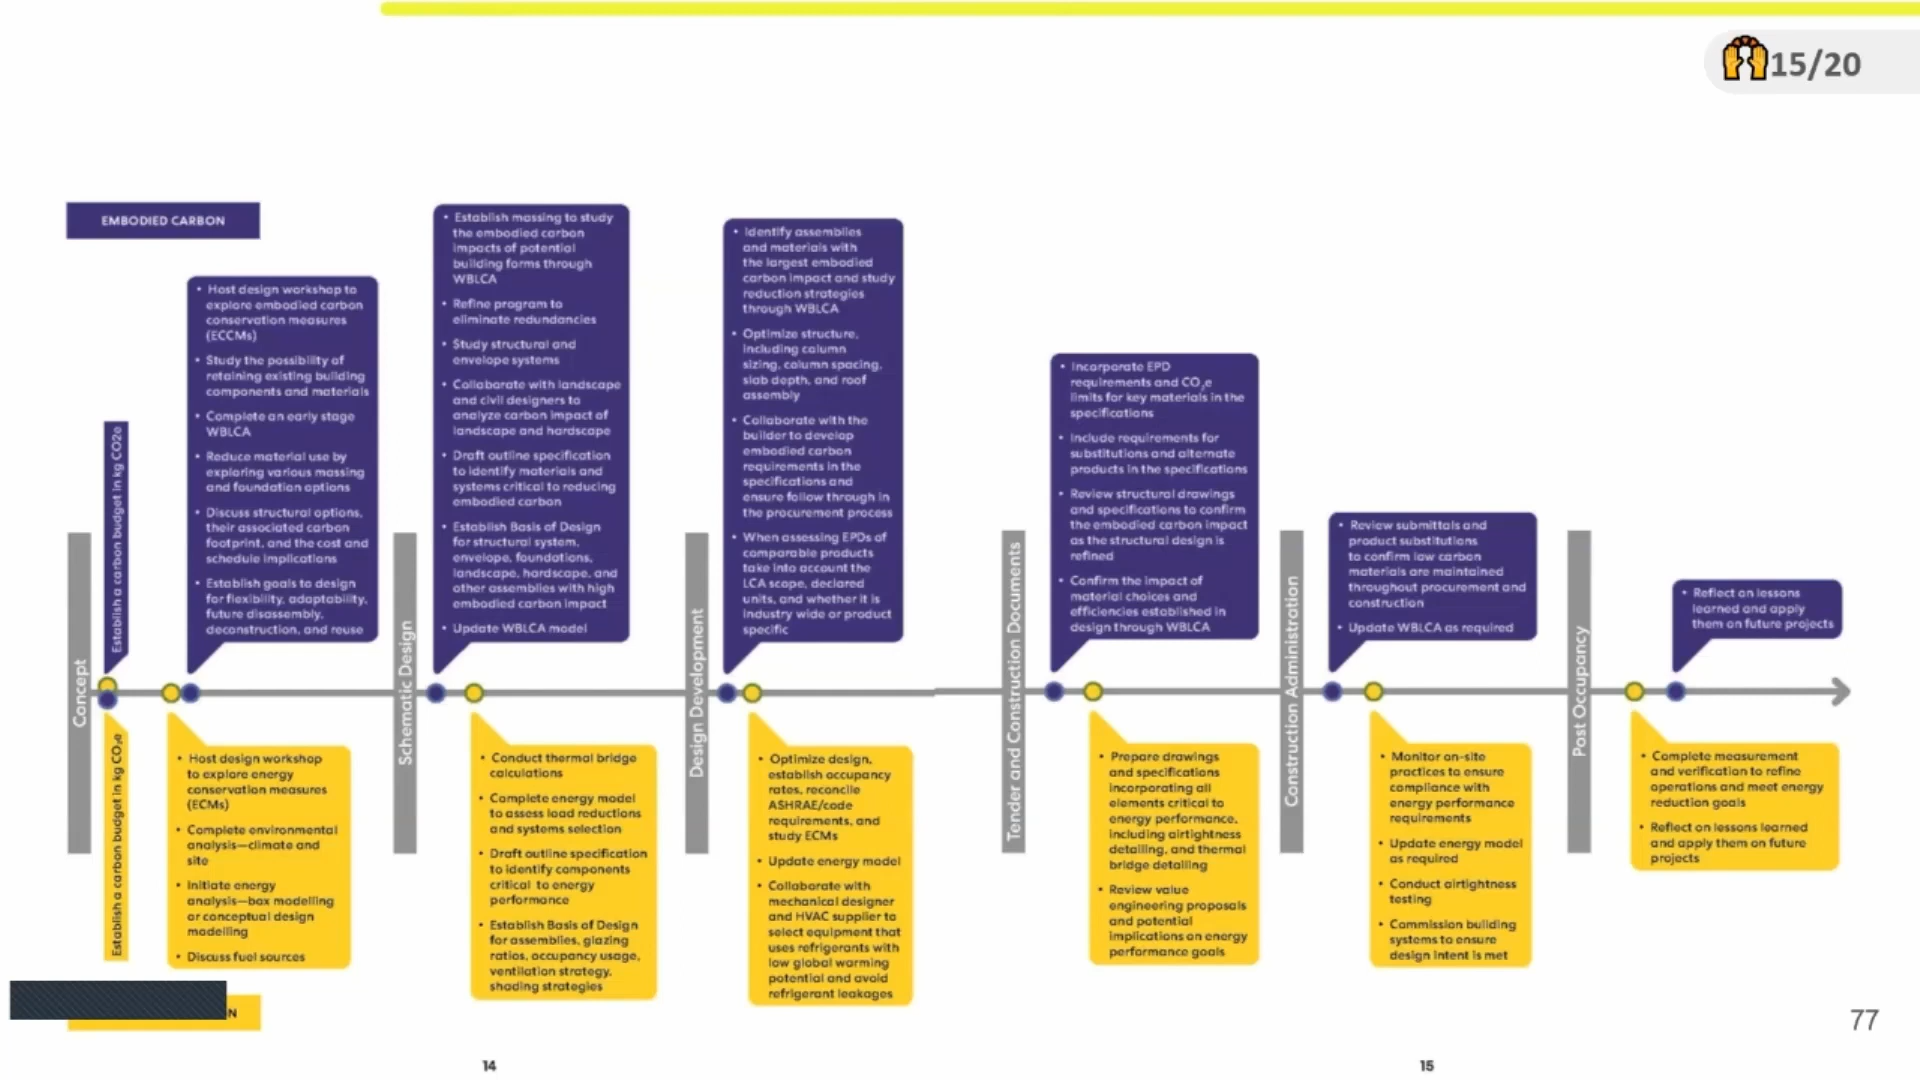 15/20
EMBODIED CARBON
Concept
Establish a carbon budget in kg CO2e
• Host design workshop to
explore embodied carbon
conservation measures
(ECCMs)
• Study the possibility of
retaining existing building
components and materials
• Complete an early stage
WBLCA
• Reduce material use by
exploring various massing
and foundation options
• Discuss structural options,
their associated carbon
footprint, and the cost and
schedule implications
• Establish goals to design
for flexibility, adaptability,
future disassembly,
deconstruction, and reuse
Establish a carbon budget in kg CO₂e
• Host design workshop
to explore energy
conservation measures
(ECMs)
• Complete environmental
analysis—climate and
site
• Initiate energy
analysis—box modelling
or conceptual design
modelling
• Discuss fuel sources
Schematic Design
• Establish massing to study
the embodied carbon
impacts of potential
building forms through
WBLCA
• Refine program to
eliminate redundancies
• Study structural and
envelope systems
• Collaborate with landscape
and civil designers to
analyze carbon impact of
landscape and hardscape
• Draft outline specification
to identify materials and
systems critical to reducing
embodied carbon
• Establish Basis of Design
for structural system,
envelope, foundations,
landscape, hardscape, and
other assemblies with high
embodied carbon impact
• Update WBLCA model
• Conduct thermal bridge
calculations
• Complete energy model
to assess load reductions
and systems selection
• Draft outline specification
to identify components
critical to energy
performance
• Establish Basis of Design
for assemblies, glazing
ratios, occupancy usage,
ventilation strategy,
shading strategies
Design Development
• Identify assemblies
and materials with
the largest embodied
carbon impact and study
reduction strategies
through WBLCA
• Optimize structure,
including column
sizing, column spacing,
slab depth, and roof
assembly
• Collaborate with the
builder to develop
embodied carbon
requirements in the
specifications and
ensure follow through in
the procurement process
• When assessing EPDs of
comparable products
take into account the
LCA scope, declared
units, and whether it is
industry wide or product
specific
• Optimize design,
establish occupancy
rates, reconcile
ASHRAE/code
requirements, and
study ECMs
• Update energy model
• Collaborate with
mechanical designer
and HVAC supplier to
select equipment that
uses refrigerants with
low global warming
potential and avoid
refrigerant leakages
Tender and Construction Documents
• Incorporate EPD
requirements and CO₂e
limits for key materials in the
specifications
• Include requirements for
substitutions and alternate
products in the specifications
• Review structural drawings
and specifications to confirm
the embodied carbon impact
as the structural design is
refined
• Confirm the impact of
material choices and
efficiencies established in
design through WBLCA
• Prepare drawings
and specifications
incorporating all
elements critical to
energy performance,
including airtightness
detailing, and thermal
bridge detailing
• Review value
engineering proposals
and potential
implications on energy
performance goals
Construction Administration
• Review submittals and
product substitutions
to confirm low carbon
materials are maintained
throughout procurement and
construction
• Update WBLCA as required
• Monitor on-site
practices to ensure
compliance with
energy performance
requirements
• Update energy model
as required
• Conduct airtightness
testing
• Commission building
systems to ensure
design intent is met
Post Occupancy
• Reflect on lessons
learned and apply
them on future projects
• Complete measurement
and verification to refine
operations and meet energy
reduction goals
• Reflect on lessons learned
and apply them on future
projects
N
77
14
15